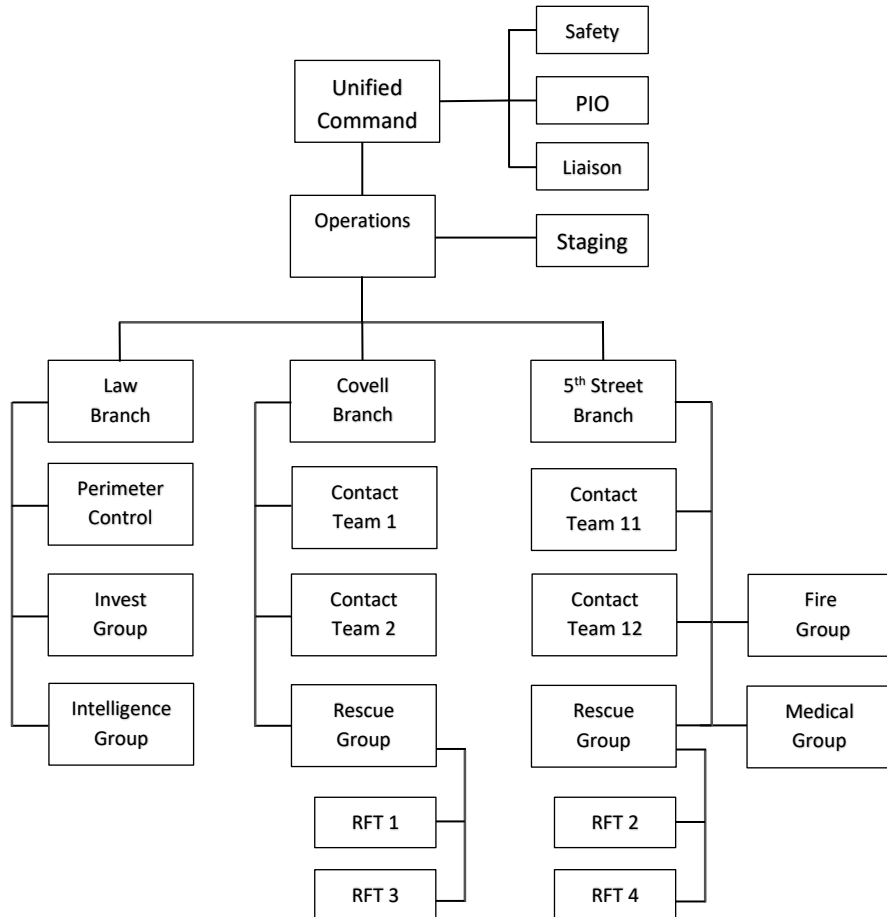 Safety
Unified
Command
PIO
Liaison
Operations
Staging
Law
Branch
Covell
Branch
5th Street
Branch
Perimeter
Control
Contact
Team 1
Contact
Team 11
Invest
Group
Contact
Team 2
Contact
Team 12
Fire
Group
Intelligence
Group
Rescue
Group
Rescue
Group
Medical
Group
RFT 1
RFT 2
RFT 3
RFT 4